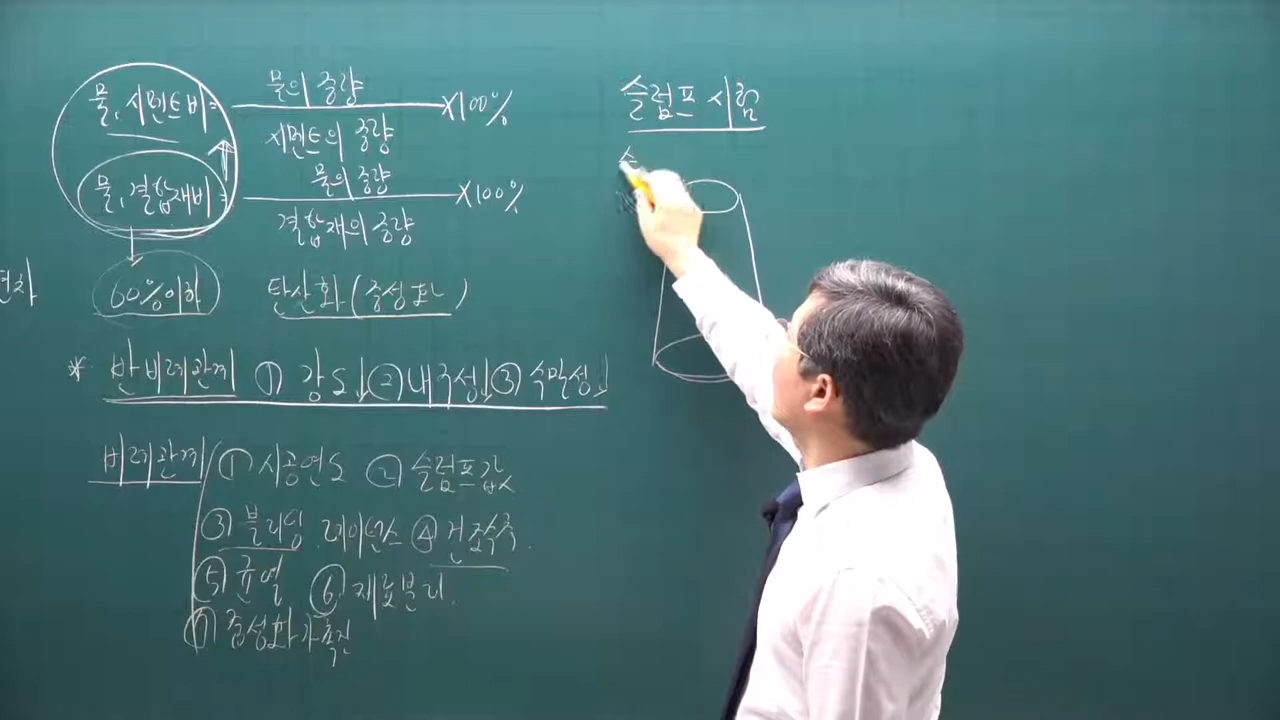 물, 시멘트비 = 물의 중량 / 시멘트의 중량 X100%
물, 결합재비 = 물의 중량 / 결합재의 중량 X100%
60%이하
탄산화(중성화)
* 반비례관계 ① 강도↓ ② 내구성↓ ③ 수밀성↓
비례관계 ① 시공연도 ② 슬럼프값
③ 블리딩, 레이턴스 ④ 건조수축.
⑤ 균열 ⑥ 재료분리.
⑦ 중성화가 촉진
슬럼프 시험